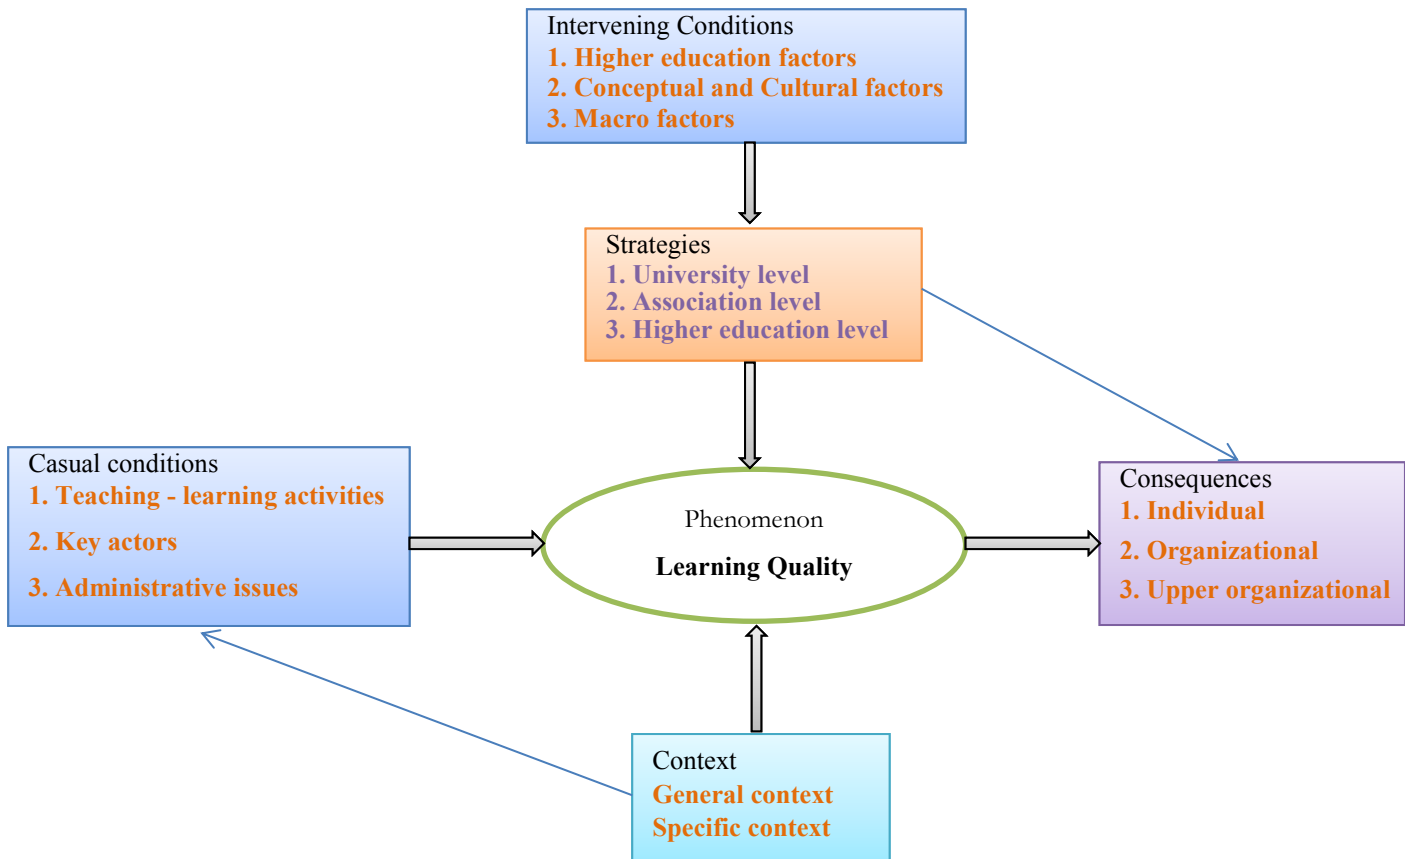 Intervening Conditions
1. Higher education factors
2. Conceptual and Cultural factors
3. Macro factors
Strategies
1. University level
2. Association level
3. Higher education level
Casual conditions
1. Teaching - learning activities
2. Key actors
3. Administrative issues
Phenomenon
Learning Quality
Consequences
1. Individual
2. Organizational
3. Upper organizational
Context
General context
Specific context